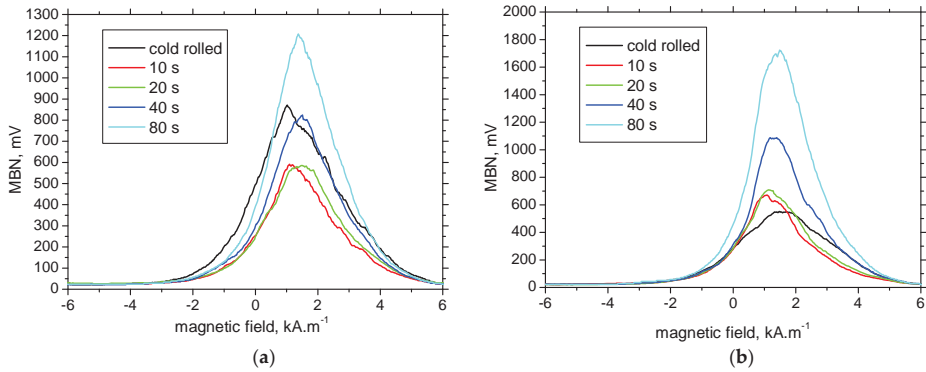 1300
1200
1100
1000
900
800
700
600
500
400
300
200
100
0
MBN, mV
cold rolled
10 s
20 s
40 s
80 s
-6 -4 -2 0 2 4 6
magnetic field, kA.m-1
(a)
2000
1800
1600
1400
1200
1000
800
600
400
200
0
MBN, mV
cold rolled
10 s
20 s
40 s
80 s
-6 -4 -2 0 2 4 6
magnetic field, kA.m-1
(b)